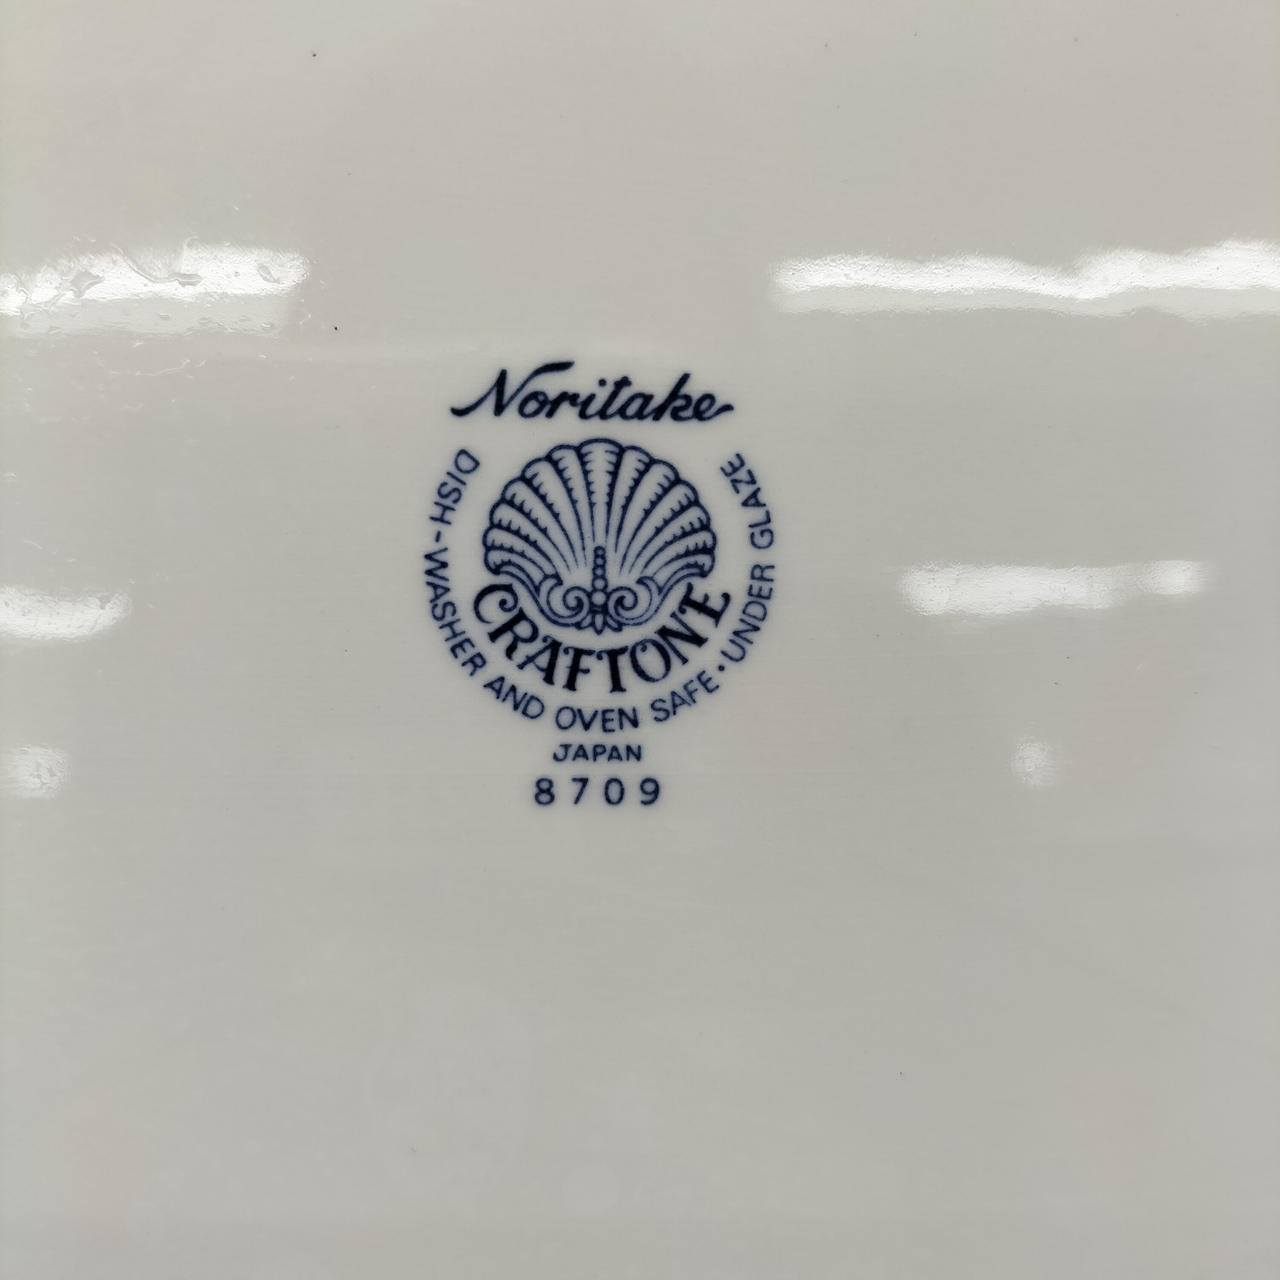 Noritake
CRAFTONE
DISH-WASHER AND OVEN SAFE·UNDER GLAZE
JAPAN
8709